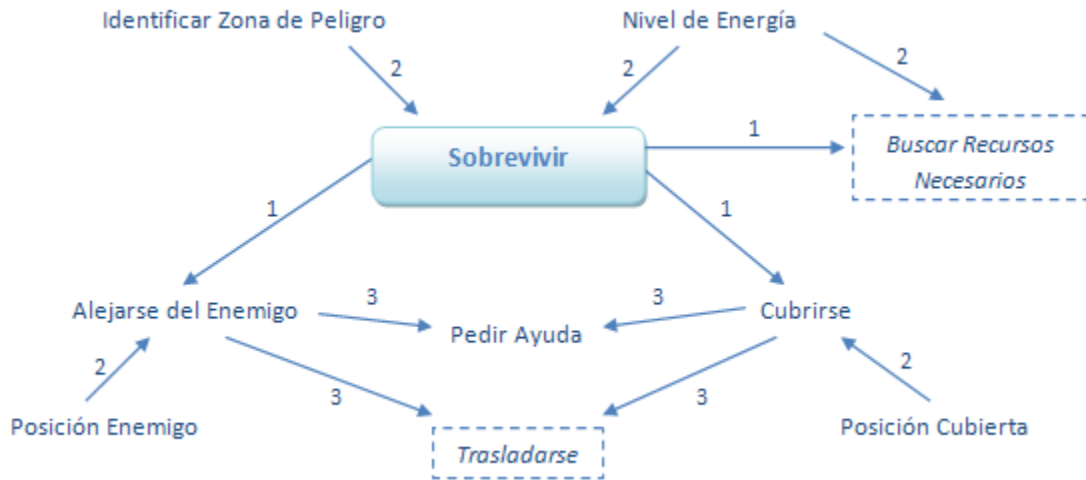 Identificar Zona de Peligro
Nivel de Energía
2
2
2
Sobrevivir
1
Buscar Recursos
Necesarios
1
1
Alejarse del Enemigo
3
3
Cubrirse
Pedir Ayuda
2
2
3
3
Posición Enemigo
Trasladarse
Posición Cubierta